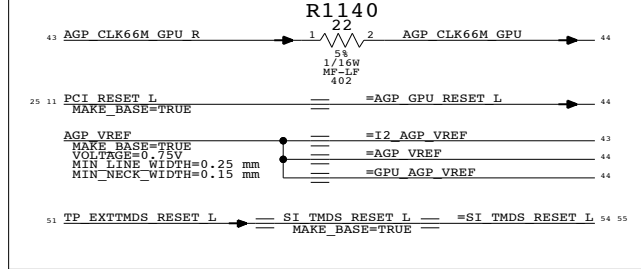 R1140
43 AGP_CLK66M_GPU_R 1 22 2 AGP_CLK66M_GPU 44
5%
1/16W
MF-LF
402
25 11 PCI_RESET_L =AGP_GPU_RESET_L 44
MAKE_BASE=TRUE
AGP_VREF =I2_AGP_VREF 43
MAKE_BASE=TRUE
VOLTAGE=0.75V =AGP_VREF 44
MIN_LINE_WIDTH=0.25 mm
MIN_NECK_WIDTH=0.15 mm =GPU_AGP_VREF 44
51 TP_EXTTMDS_RESET_L SI_TMDS_RESET_L =SI_TMDS_RESET_L 54 55
MAKE_BASE=TRUE